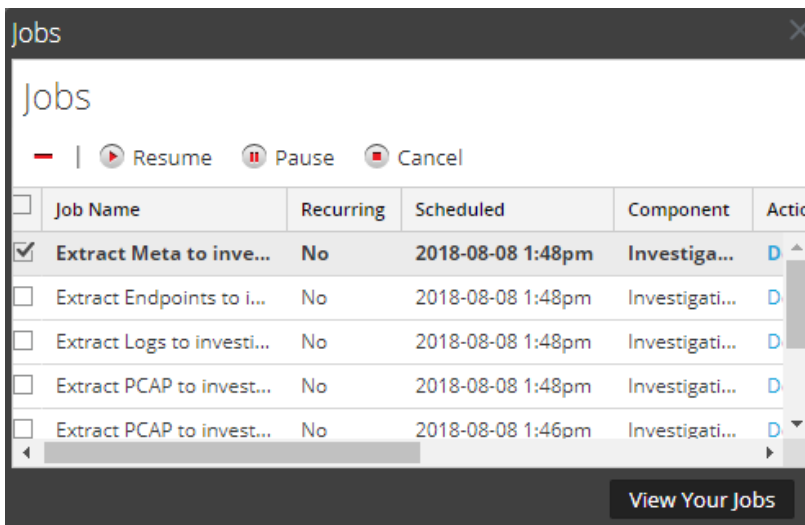 Jobs
Jobs
Resume Pause Cancel
Job Name Recurring Scheduled Component Actio
Extract Meta to inve... No 2018-08-08 1:48pm Investiga... D
Extract Endpoints to i... No 2018-08-08 1:48pm Investigati... D
Extract Logs to investi... No 2018-08-08 1:48pm Investigati... D
Extract PCAP to invest... No 2018-08-08 1:48pm Investigati... D
Extract PCAP to invest... No 2018-08-08 1:46pm Investigati... D
View Your Jobs